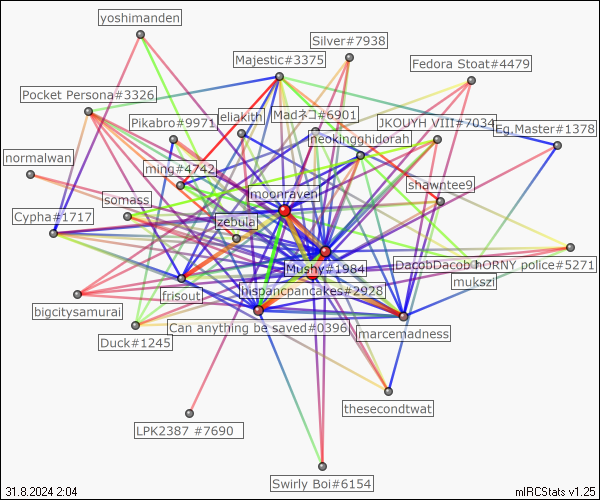 yoshimanden
Silver#7938
Majestic#3375
Fedora Stoat#4479
Pocket Persona#3326
Madネコ#6901
Pikabro#9971
eliakith
JKOUYH VIII#7034
Eg.Master#1378
neokingghidorah
normalwan
ming#4742
shawntee9
moonraven
somass
Cypha#1717
zebula
Mushy#1984
DacobDacob
hORNY police#5271
mukszi
hispancpancakes#2928
frisout
bigcitysamurai
Can anything be saved#0396
marcemadness
Duck#1245
thesecondtwat
LPK2387 #7690
Swirly Boi#6154
31.8.2024 2:04
mIRCStats v1.25